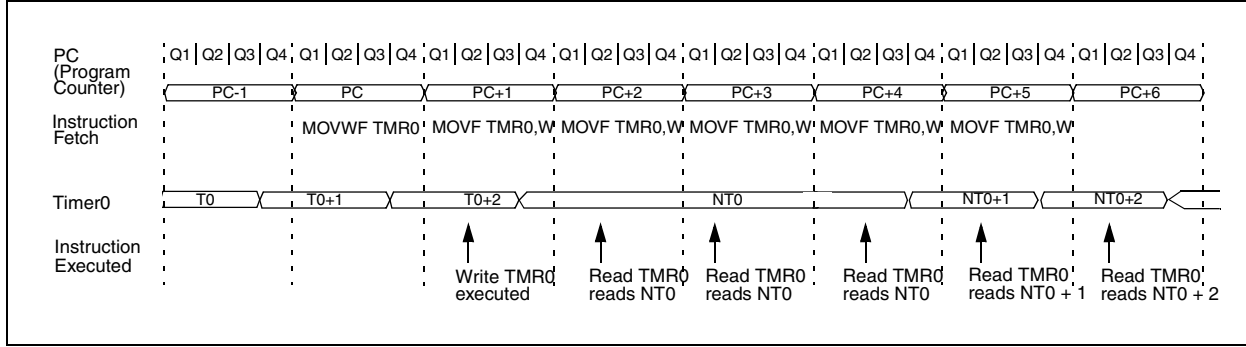 PC Q1 Q2 Q3 Q4 Q1 Q2 Q3 Q4 Q1 Q2 Q3 Q4 Q1 Q2 Q3 Q4 Q1 Q2 Q3 Q4 Q1 Q2 Q3 Q4 Q1 Q2 Q3 Q4 Q1 Q2 Q3 Q4
(Program
Counter) PC-1 PC PC+1 PC+2 PC+3 PC+4 PC+5 PC+6
Instruction MOVWF TMR0 MOVF TMR0,W MOVF TMR0,W MOVF TMR0,W MOVF TMR0,W MOVF TMR0,W
Fetch
Timer0 T0 T0+1 T0+2 NT0 NT0+1 NT0+2
Instruction
Executed
Write TMR0 Read TMR0 Read TMR0 Read TMR0 Read TMR0 Read TMR0
executed reads NT0 reads NT0 reads NT0 reads NT0 + 1 reads NT0 + 2